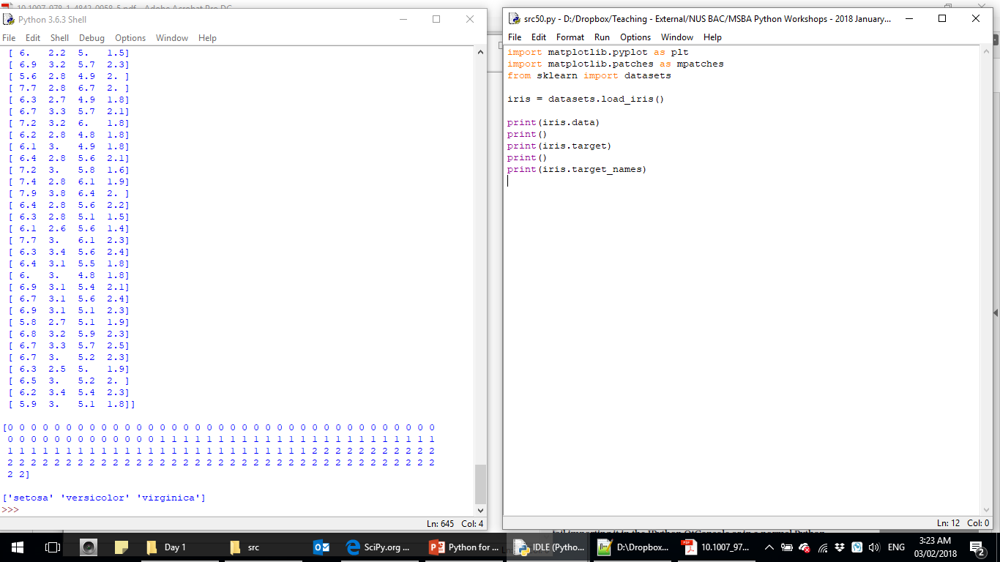 10.1007_978-1-4842-0958-5.pdf - Adobe Acrobat Pro DC
Python 3.6.3 Shell
File Edit Shell Debug Options Window Help
[ 6. 2.2 5. 1.5]
[ 6.9 3.2 5.7 2.3]
[ 5.6 2.8 4.9 2. ]
[ 7.7 2.8 6.7 2. ]
[ 6.3 2.7 4.9 1.8]
[ 6.7 3.3 5.7 2.1]
[ 7.2 3.2 6. 1.8]
[ 6.2 2.8 4.8 1.8]
[ 6.1 3. 4.9 1.8]
[ 6.4 2.8 5.6 2.1]
[ 7.2 3. 5.8 1.6]
[ 7.4 2.8 6.1 1.9]
[ 7.9 3.8 6.4 2. ]
[ 6.4 2.8 5.6 2.2]
[ 6.3 2.8 5.1 1.5]
[ 6.1 2.6 5.6 1.4]
[ 7.7 3. 6.1 2.3]
[ 6.3 3.4 5.6 2.4]
[ 6.4 3.1 5.5 1.8]
[ 6. 3. 4.8 1.8]
[ 6.9 3.1 5.4 2.1]
[ 6.7 3.1 5.6 2.4]
[ 6.9 3.1 5.1 2.3]
[ 5.8 2.7 5.1 1.9]
[ 6.8 3.2 5.9 2.3]
[ 6.7 3.3 5.7 2.5]
[ 6.7 3. 5.2 2.3]
[ 6.3 2.5 5. 1.9]
[ 6.5 3. 5.2 2. ]
[ 6.2 3.4 5.4 2.3]
[ 5.9 3. 5.1 1.8]]
[0 0 0 0 0 0 0 0 0 0 0 0 0 0 0 0 0 0 0 0 0 0 0 0 0 0 0 0 0 0 0 0 0 0 0 0 0
0 0 0 0 0 0 0 0 0 0 0 0 0 1 1 1 1 1 1 1 1 1 1 1 1 1 1 1 1 1 1 1 1 1 1 1 1
1 1 1 1 1 1 1 1 1 1 1 1 1 1 1 1 1 1 1 1 1 1 1 1 1 1 2 2 2 2 2 2 2 2 2 2 2
2 2 2 2 2 2 2 2 2 2 2 2 2 2 2 2 2 2 2 2 2 2 2 2 2 2 2 2 2 2 2 2 2 2 2 2 2
2 2]
['setosa' 'versicolor' 'virginica']
>>>
Ln: 645 Col: 4
src50.py - D:/Dropbox/Teaching - External/NUS BAC/MSBA Python Workshops - 2018 January...
File Edit Format Run Options Window Help
import matplotlib.pyplot as plt
import matplotlib.patches as mpatches
from sklearn import datasets
iris = datasets.load_iris()
print(iris.data)
print()
print(iris.target)
print()
print(iris.target_names)
Ln: 12 Col: 0
tail importing it in the IPython QtConsole or in a normal Python
Day 1
src
SciPy.org ...
Python for ...
IDLE (Pytho...
D:\Dropbox...
10.1007_97...
ENG
3:23 AM
03/02/2018
2